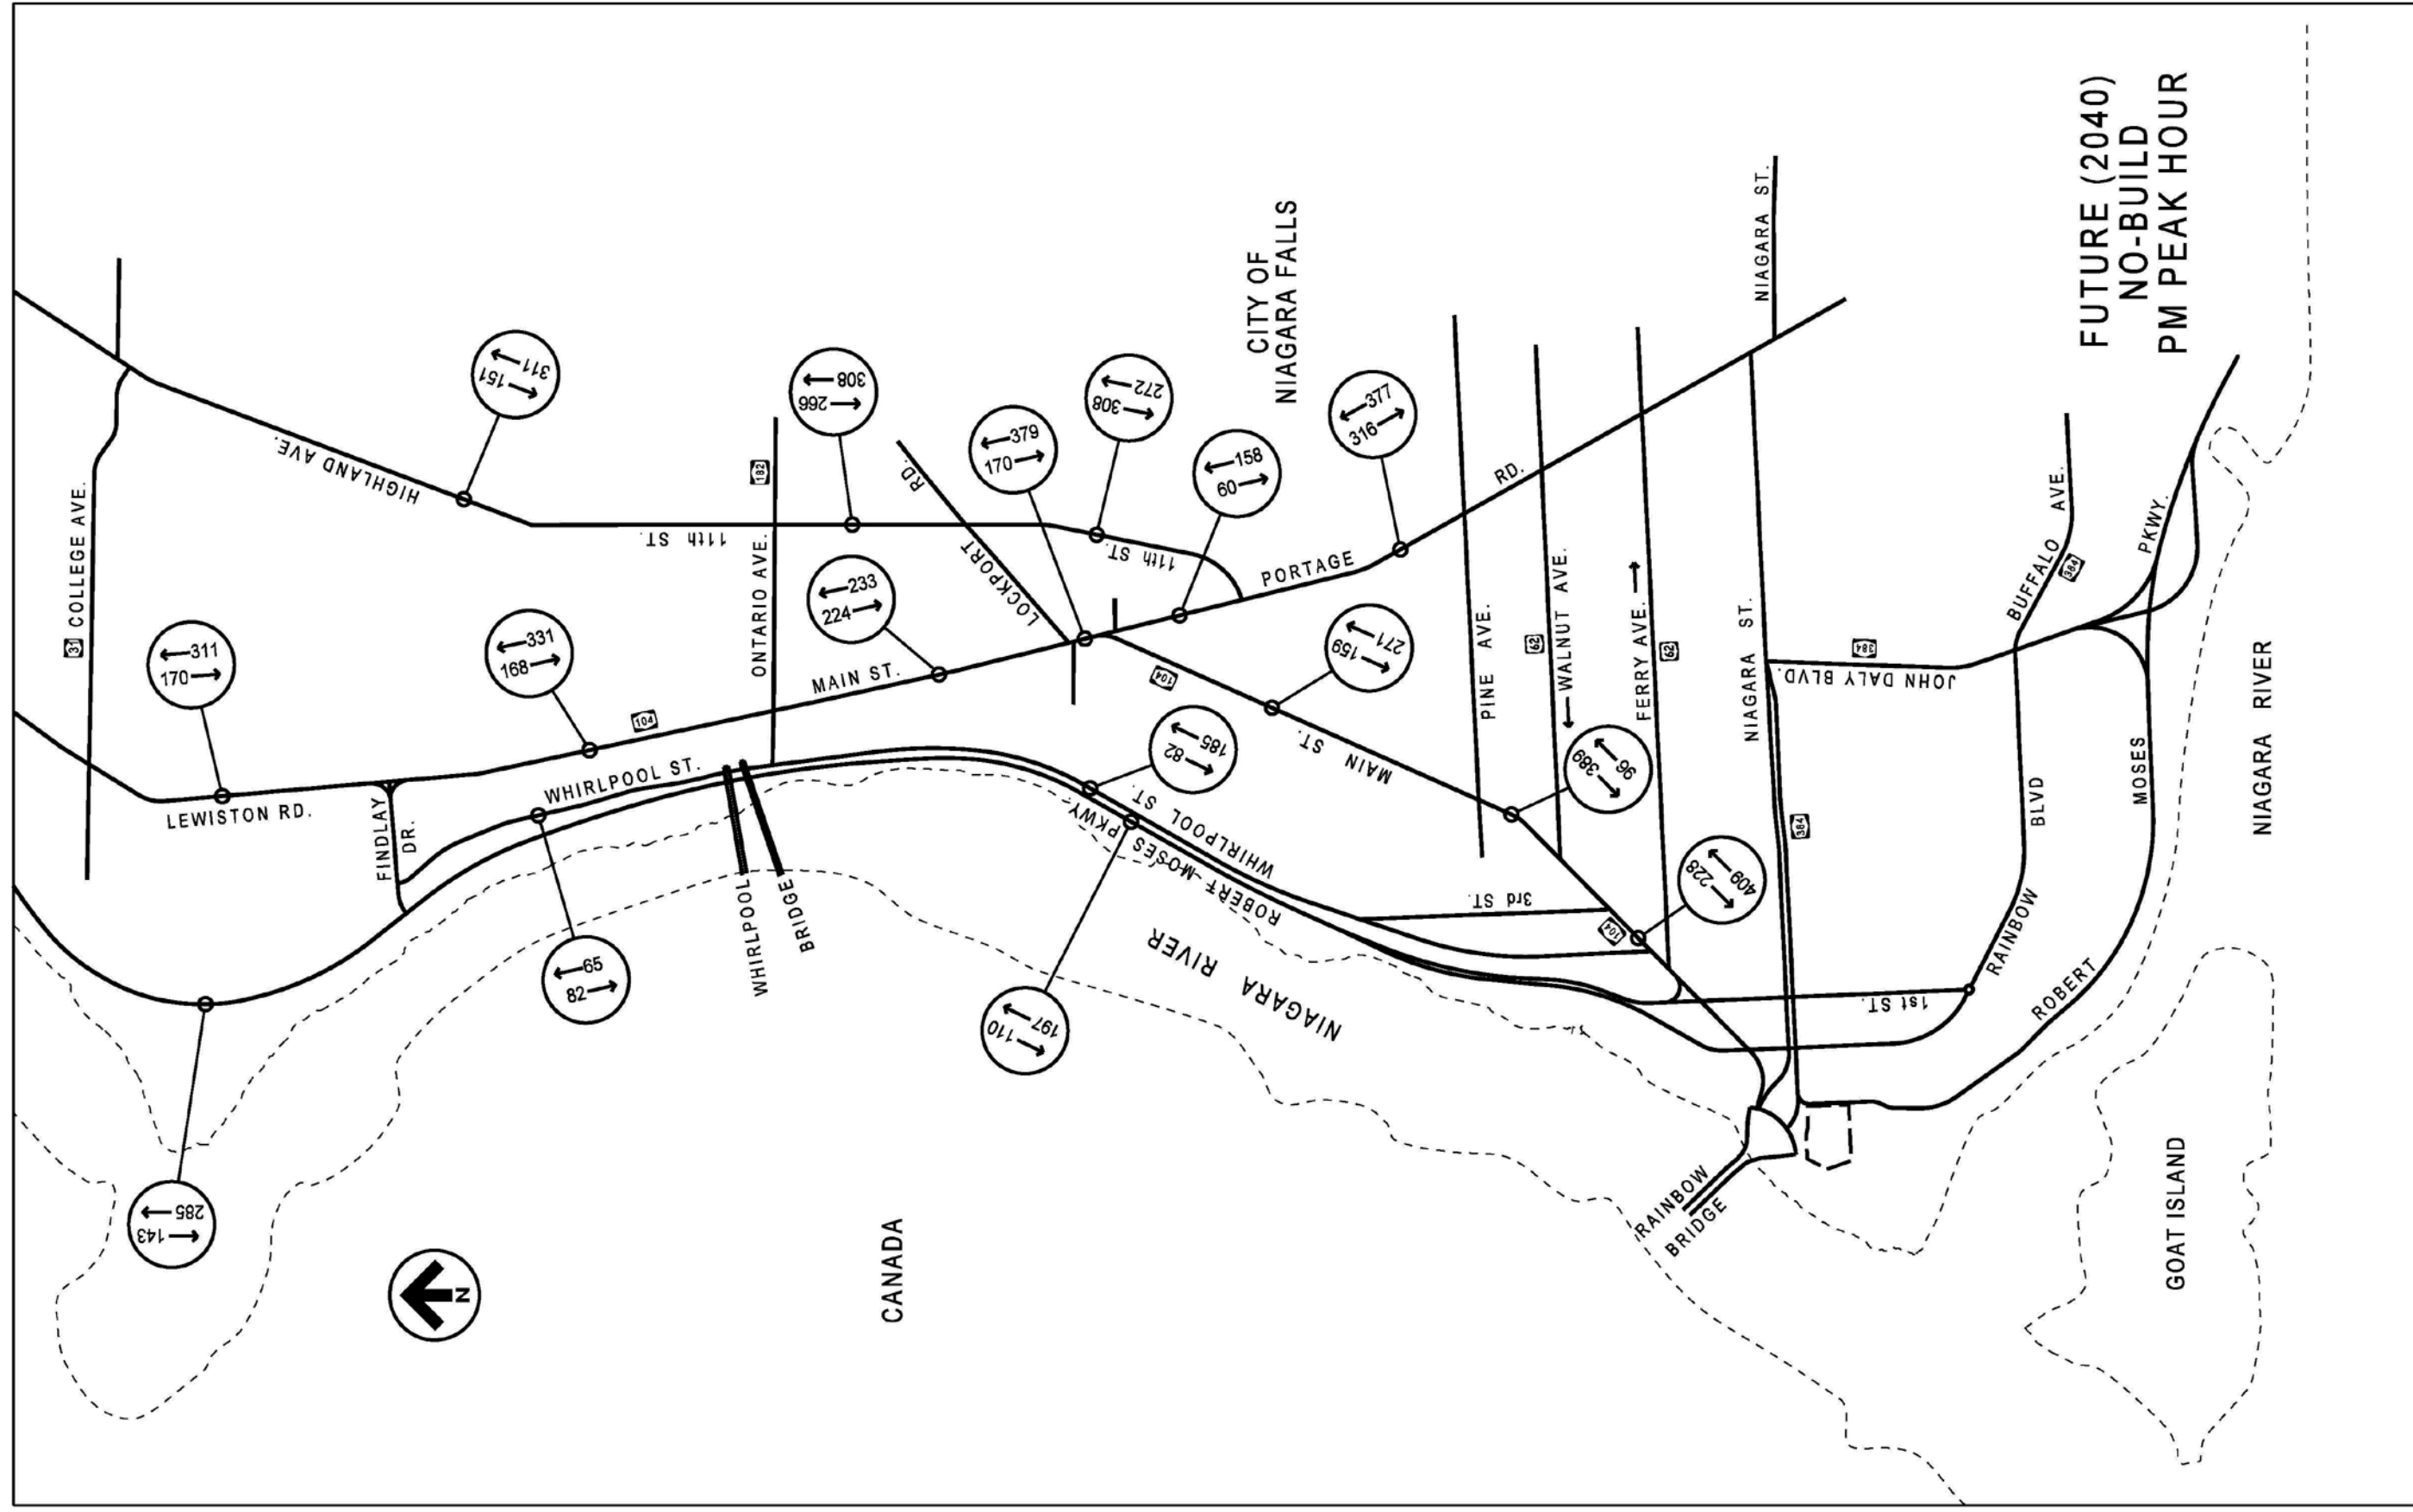 31 COLLEGE AVE.
HIGHLAND AVE.
151
311
311
170
LEWISTON RD.
331
168
104
FINDLAY
DR.
WHIRLPOOL ST.
65
82
143
285
N
11th ST.
182
ONTARIO AVE.
266
308
233
224
MAIN ST.
LOCKPORT
RD.
379
170
308
272
11th ST.
158
60
CITY OF
NIAGARA FALLS
377
316
PORTAGE
RD.
WHIRLPOOL
BRIDGE
CANADA
82
185
WHIRLPOOL ST.
ROBERT MOSES PKWY
110
197
NIAGARA RIVER
104
159
271
MAIN ST.
PINE AVE.
62
WALNUT AVE.
FERRY AVE.
62
389
96
3rd ST.
104
228
409
NIAGARA ST.
NIAGARA ST.
384
384
JOHN DALY BLVD.
1st ST.
RAINBOW
BLVD
BUFFALO AVE.
384
ROBERT
MOSES
PKWY.
RAINBOW
BRIDGE
GOAT ISLAND
NIAGARA RIVER
FUTURE (2040)
NO-BUILD
PM PEAK HOUR